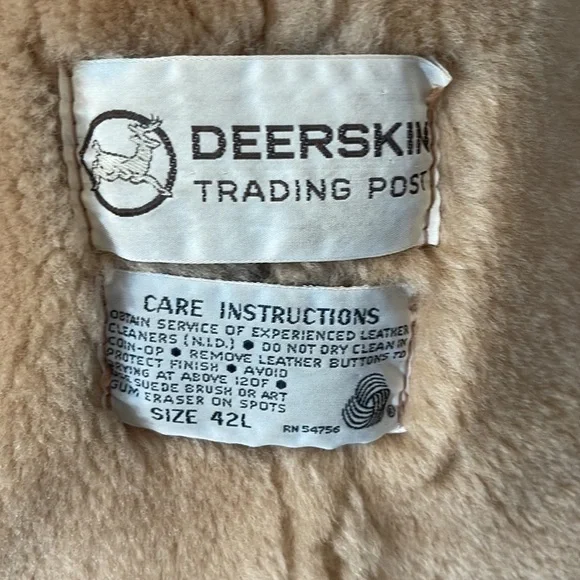 DEERSKIN
TRADING POST
CARE INSTRUCTIONS
OBTAIN SERVICE OF EXPERIENCED LEATHER
CLEANERS (N.I.D.) • DO NOT DRY CLEAN IN
COIN-OP • REMOVE LEATHER BUTTONS TO
PROTECT FINISH • AVOID
DRYING AT ABOVE 120F •
USE SUEDE BRUSH OR ART
GUM ERASER ON SPOTS
SIZE 42L
RN 54756
®